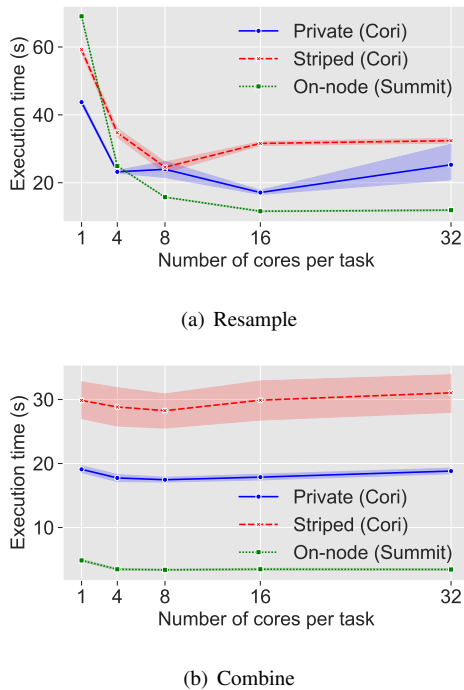 Execution time (s)
60
40
20
Private (Cori)
Striped (Cori)
On-node (Summit)
1 4 8 16 32
Number of cores per task
(a) Resample
Execution time (s)
30
20
10
Private (Cori)
Striped (Cori)
On-node (Summit)
1 4 8 16 32
Number of cores per task
(b) Combine